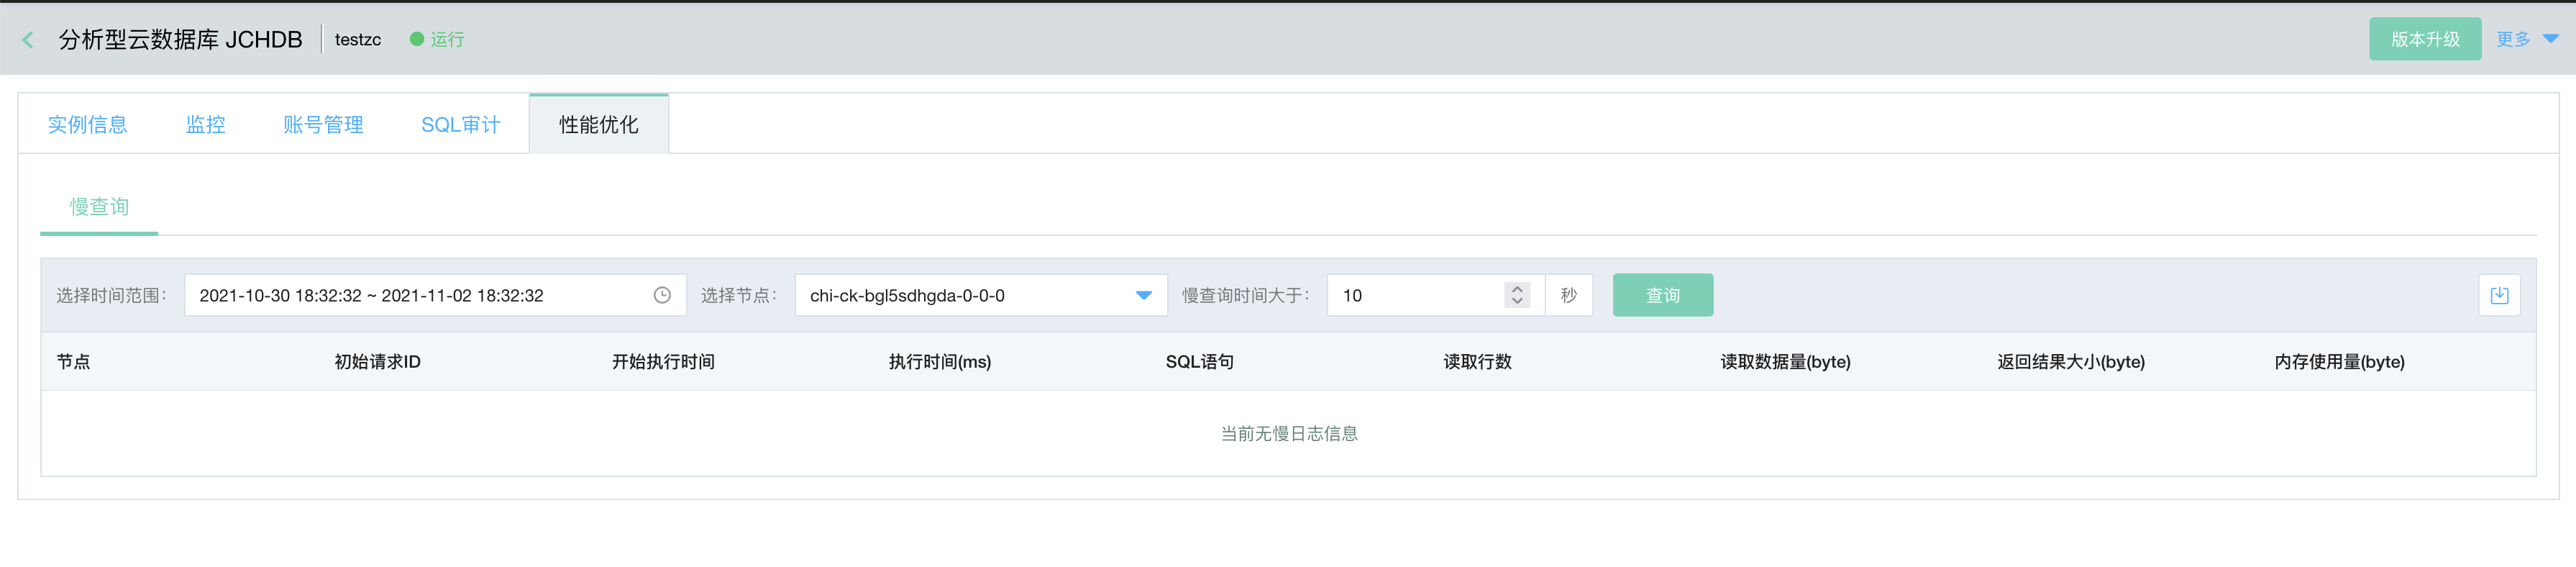 分析型云数据库 JCHDB testzc 运行 版本升级 更多
实例信息 监控 账号管理 SQL审计 性能优化
慢查询
选择时间范围： 2021-10-30 18:32:32 ~ 2021-11-02 18:32:32 选择节点： chi-ck-bgl5sdhgda-0-0-0 慢查询时间大于： 10 秒 查询
节点 初始请求ID 开始执行时间 执行时间(ms) SQL语句 读取行数 读取数据量(byte) 返回结果大小(byte) 内存使用量(byte)
当前无慢日志信息